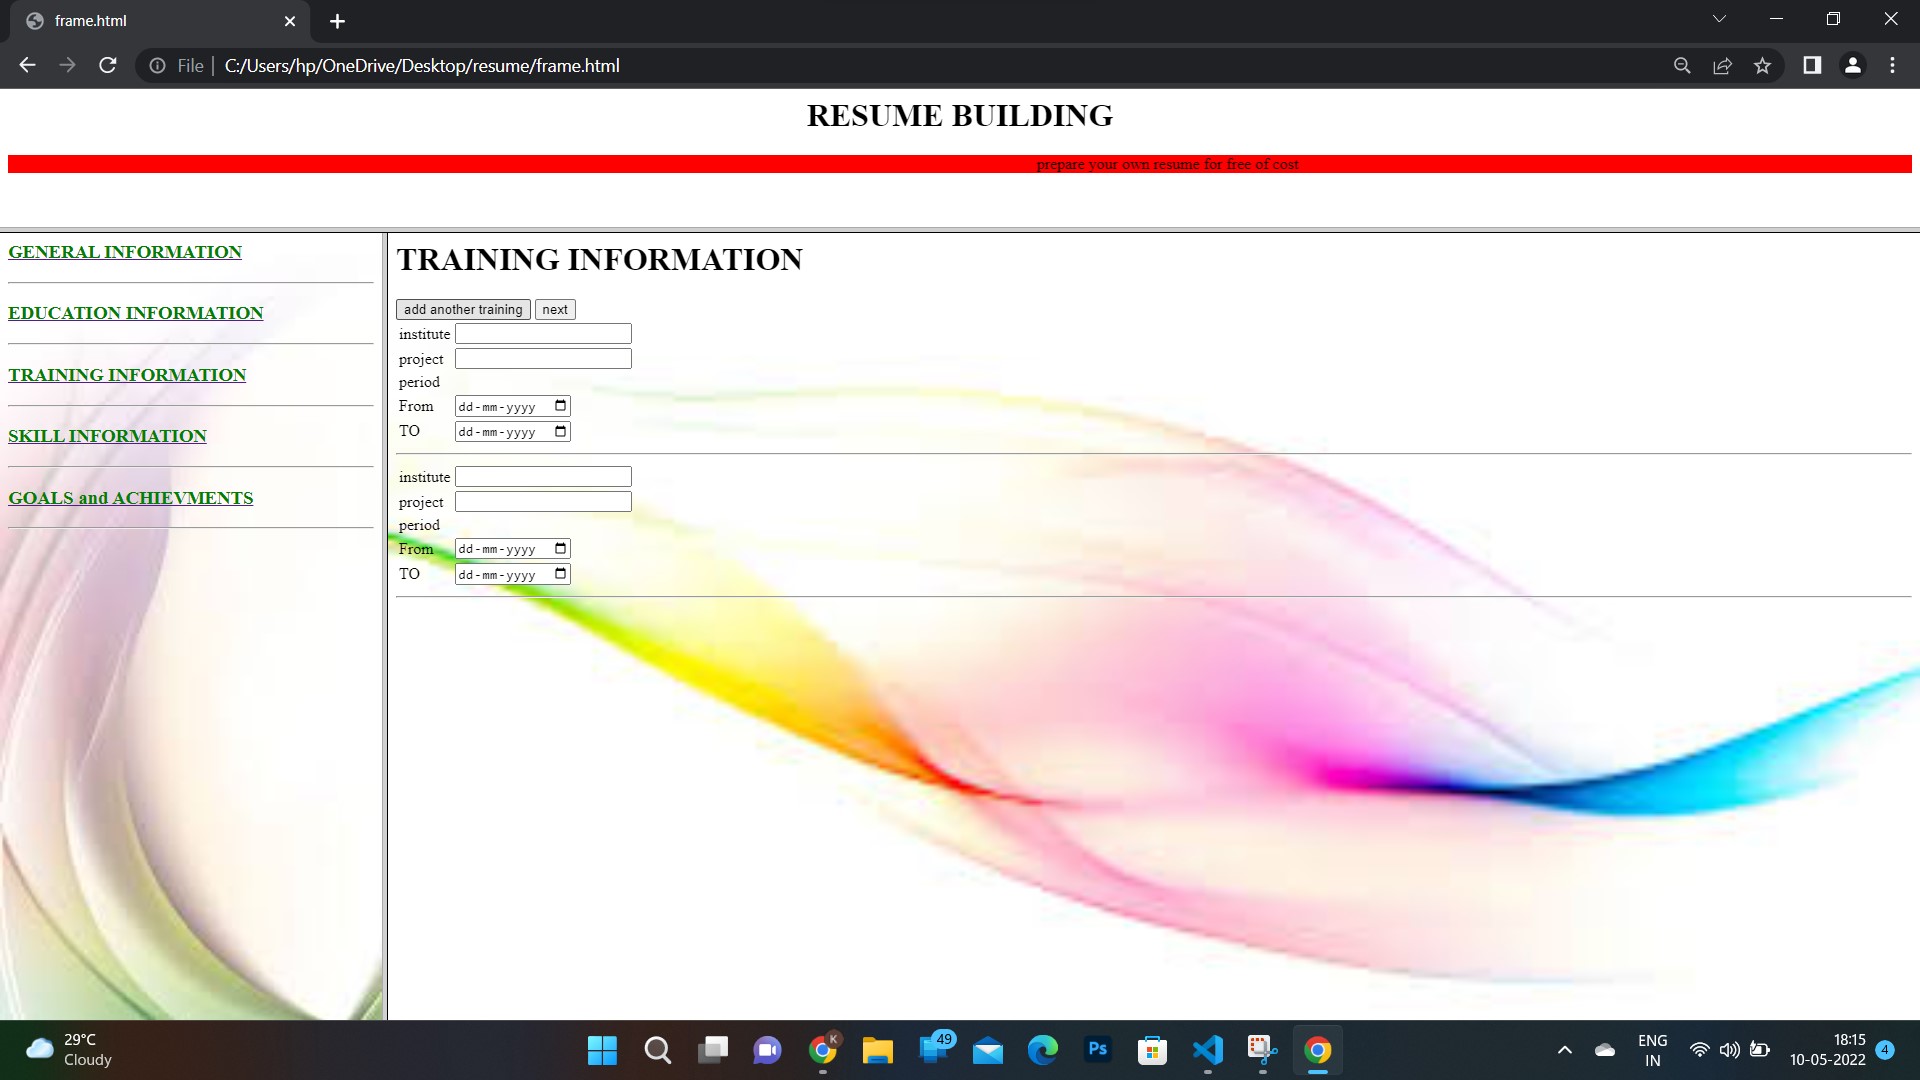 frame.html
File
C:/Users/hp/OneDrive/Desktop/resume/frame.html
RESUME BUILDING
prepare your own resume for free of cost
GENERAL INFORMATION
EDUCATION INFORMATION
TRAINING INFORMATION
SKILL INFORMATION
GOALS and ACHIEVMENTS
TRAINING INFORMATION
add another training next
institute
project
period
From dd-mm-yyyy
TO dd-mm-yyyy
institute
project
period
From dd-mm-yyyy
TO dd-mm-yyyy
29°C
Cloudy
K
49
Ps
ENG
IN
18:15
10-05-2022
4